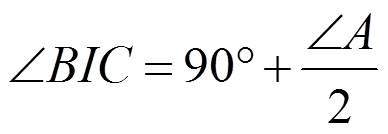 ∠BIC = 90° + ∠A/2